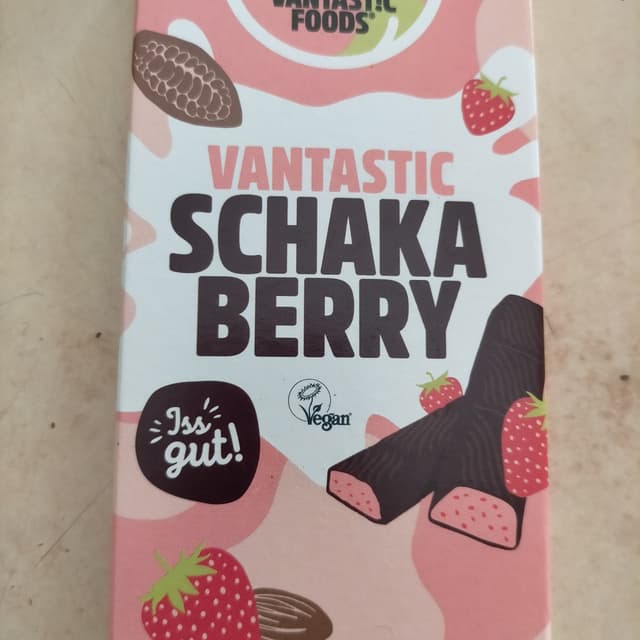 VANTASTIC
FOODS®
VANTASTIC
SCHAKA
BERRY
Iss
gut!
Vegan